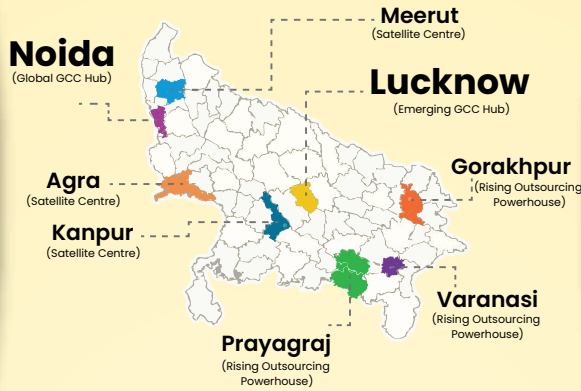 Meerut
(Satellite Centre)
Noida
(Global GCC Hub)
Lucknow
(Emerging GCC Hub)
Gorakhpur
(Rising Outsourcing
Powerhouse)
Agra
(Satellite Centre)
Kanpur
(Satellite Centre)
Varanasi
(Rising Outsourcing
Powerhouse)
Prayagraj
(Rising Outsourcing
Powerhouse)